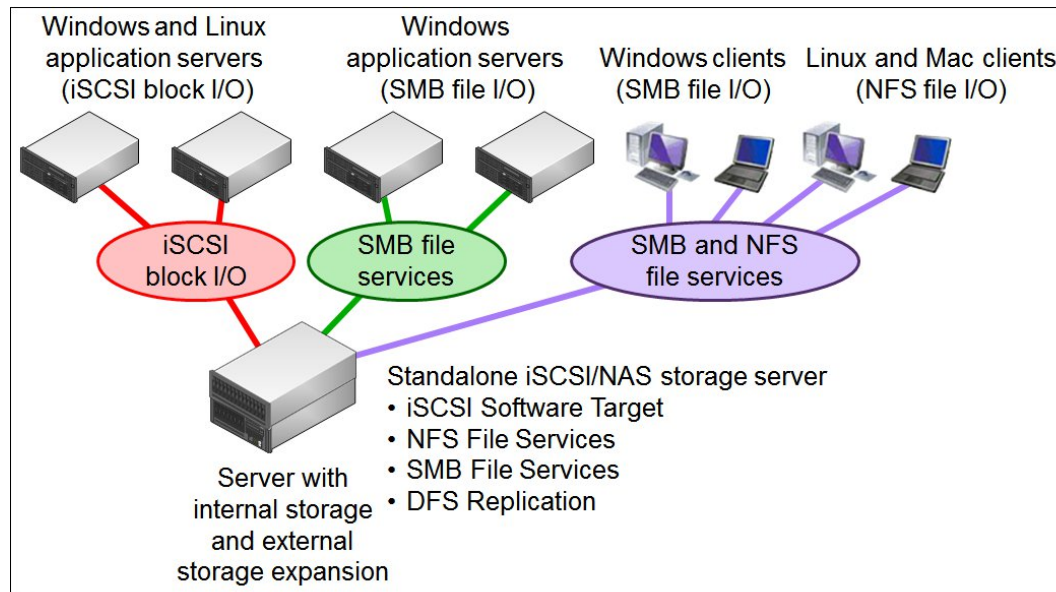 Windows and Linux
application servers
(iSCSI block I/O)
Windows
application servers
(SMB file I/O)
Windows clients
(SMB file I/O)
Linux and Mac clients
(NFS file I/O)
iSCSI
block I/O
SMB file
services
SMB and NFS
file services
Standalone iSCSI/NAS storage server
• iSCSI Software Target
• NFS File Services
• SMB File Services
• DFS Replication
Server with
internal storage
and external
storage expansion